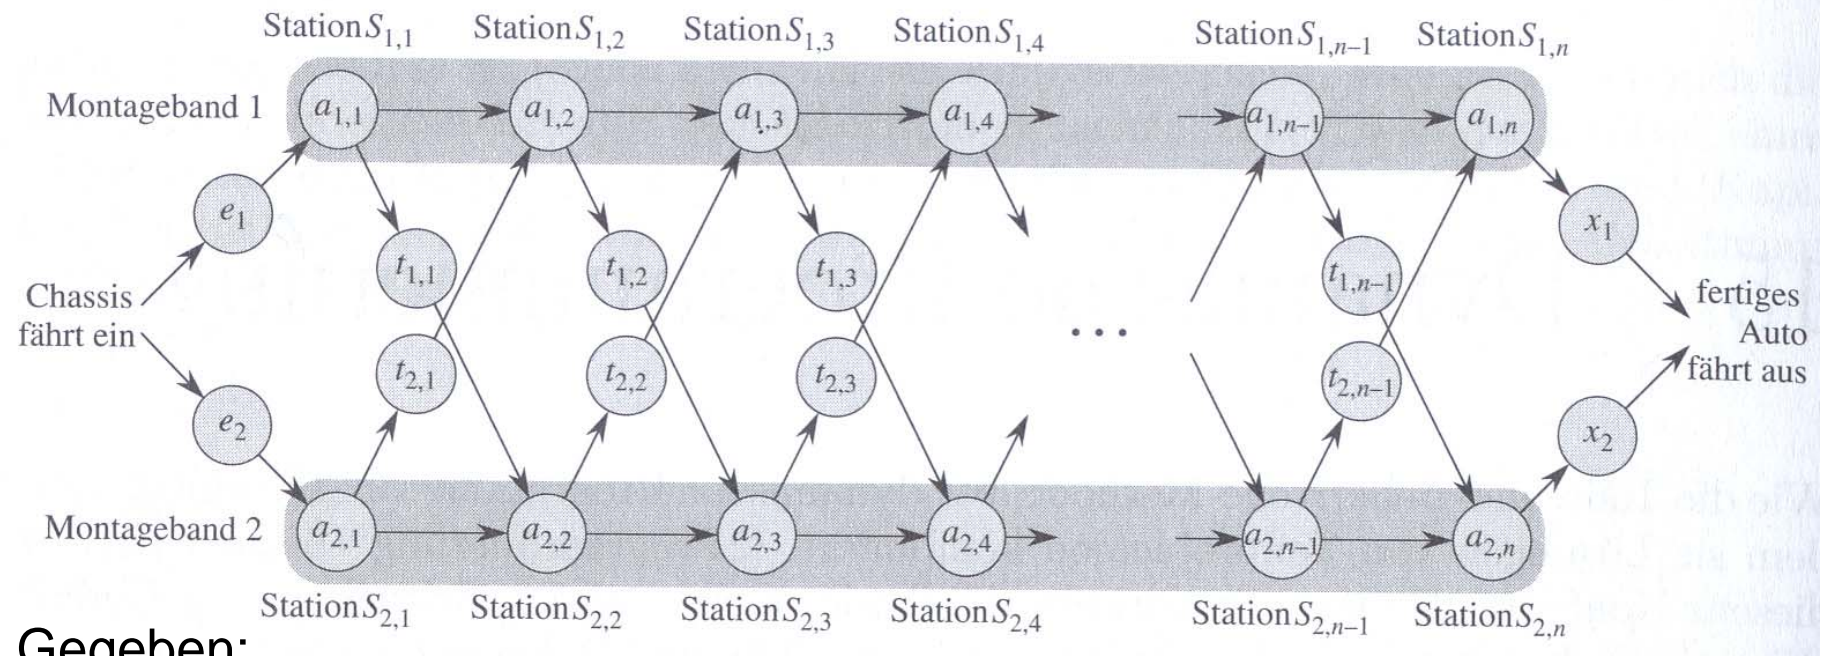 Station S1,1 Station S1,2 Station S1,3 Station S1,4 Station S1,n–1 Station S1,n
Montageband 1 a1,1 a1,2 a1,3 a1,4 a1,n–1 a1,n
e1 x1
t1,1 t1,2 t1,3 t1,n–1
Chassis
fährt ein
fertiges
Auto
fährt aus
...
t2,1 t2,2 t2,3 t2,n–1
e2 x2
Montageband 2 a2,1 a2,2 a2,3 a2,4 a2,n–1 a2,n
Station S2,1 Station S2,2 Station S2,3 Station S2,4 Station S2,n–1 Station S2,n
Gegeben: